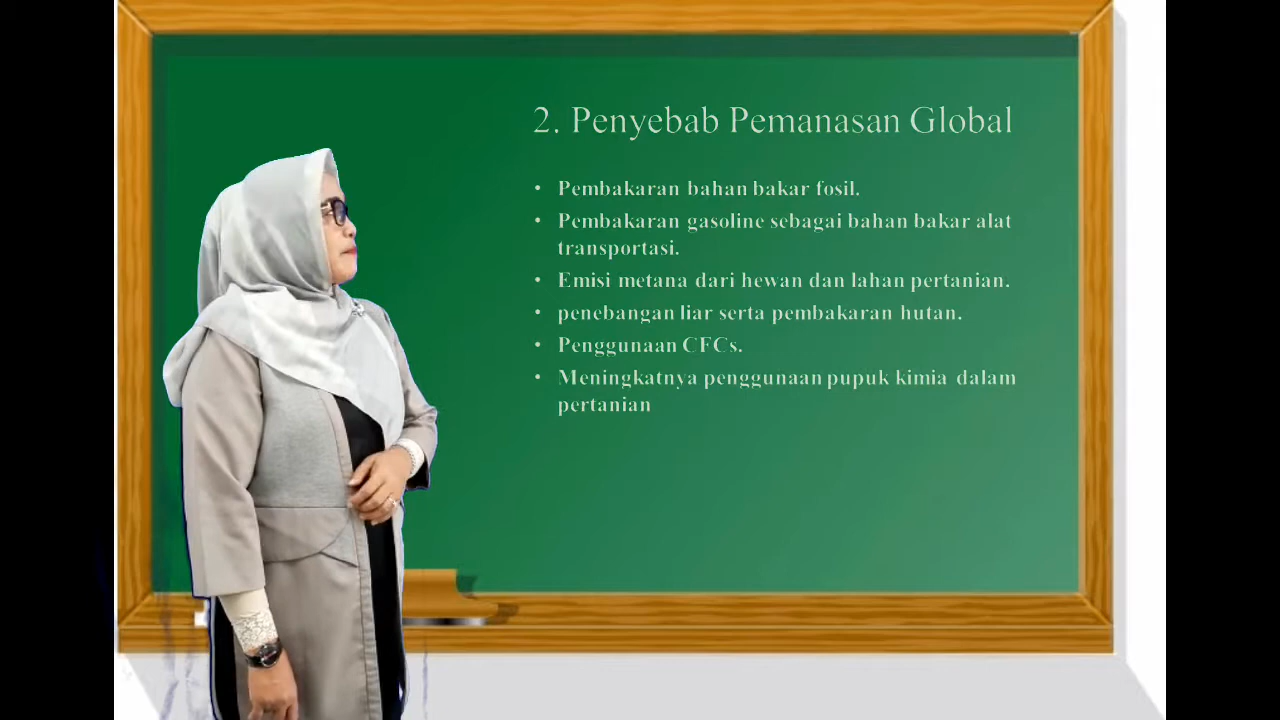 2. Penyebab Pemanasan Global
• Pembakaran bahan bakar fosil.
• Pembakaran gasoline sebagai bahan bakar alat
transportasi.
• Emisi metana dari hewan dan lahan pertanian.
• penebangan liar serta pembakaran hutan.
• Penggunaan CFCs.
• Meningkatnya penggunaan pupuk kimia dalam
pertanian